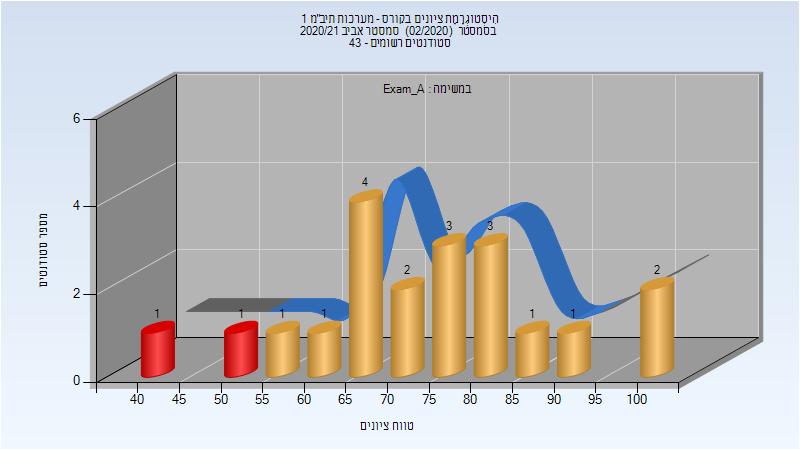 היסטוגרמת ציונים בקורס - מערכות תיב"מ 1
בסמסטר (02/2020) סמסטר אביב 2020/21
סטודנטים רשומים - 43
במשימה : Exam_A
מספר סטודנטים
6
4
2
0
1 1 1 1 4 2 3 3 1 1 2
40 45 50 55 60 65 70 75 80 85 90 95 100
טווח ציונים